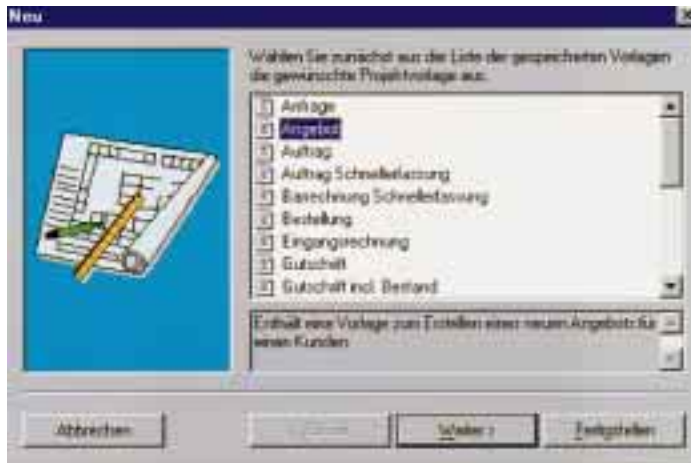 Neu
Wählen Sie zunächst aus der Liste der gespeicherten Vorlagen
die gewünschte Projektvorlage aus.
Anfrage
Angebot
Auftrag
Auftrag Schnellerfassung
Barrechnung Schnellerfassung
Bestellung
Eingangsrechnung
Gutschrift
Gutschrift incl. Bestand
Enthält eine Vorlage zum Erstellen eines neuen Angebots für
einen Kunden
Abbrechen
Weiter >
Fertigstellen